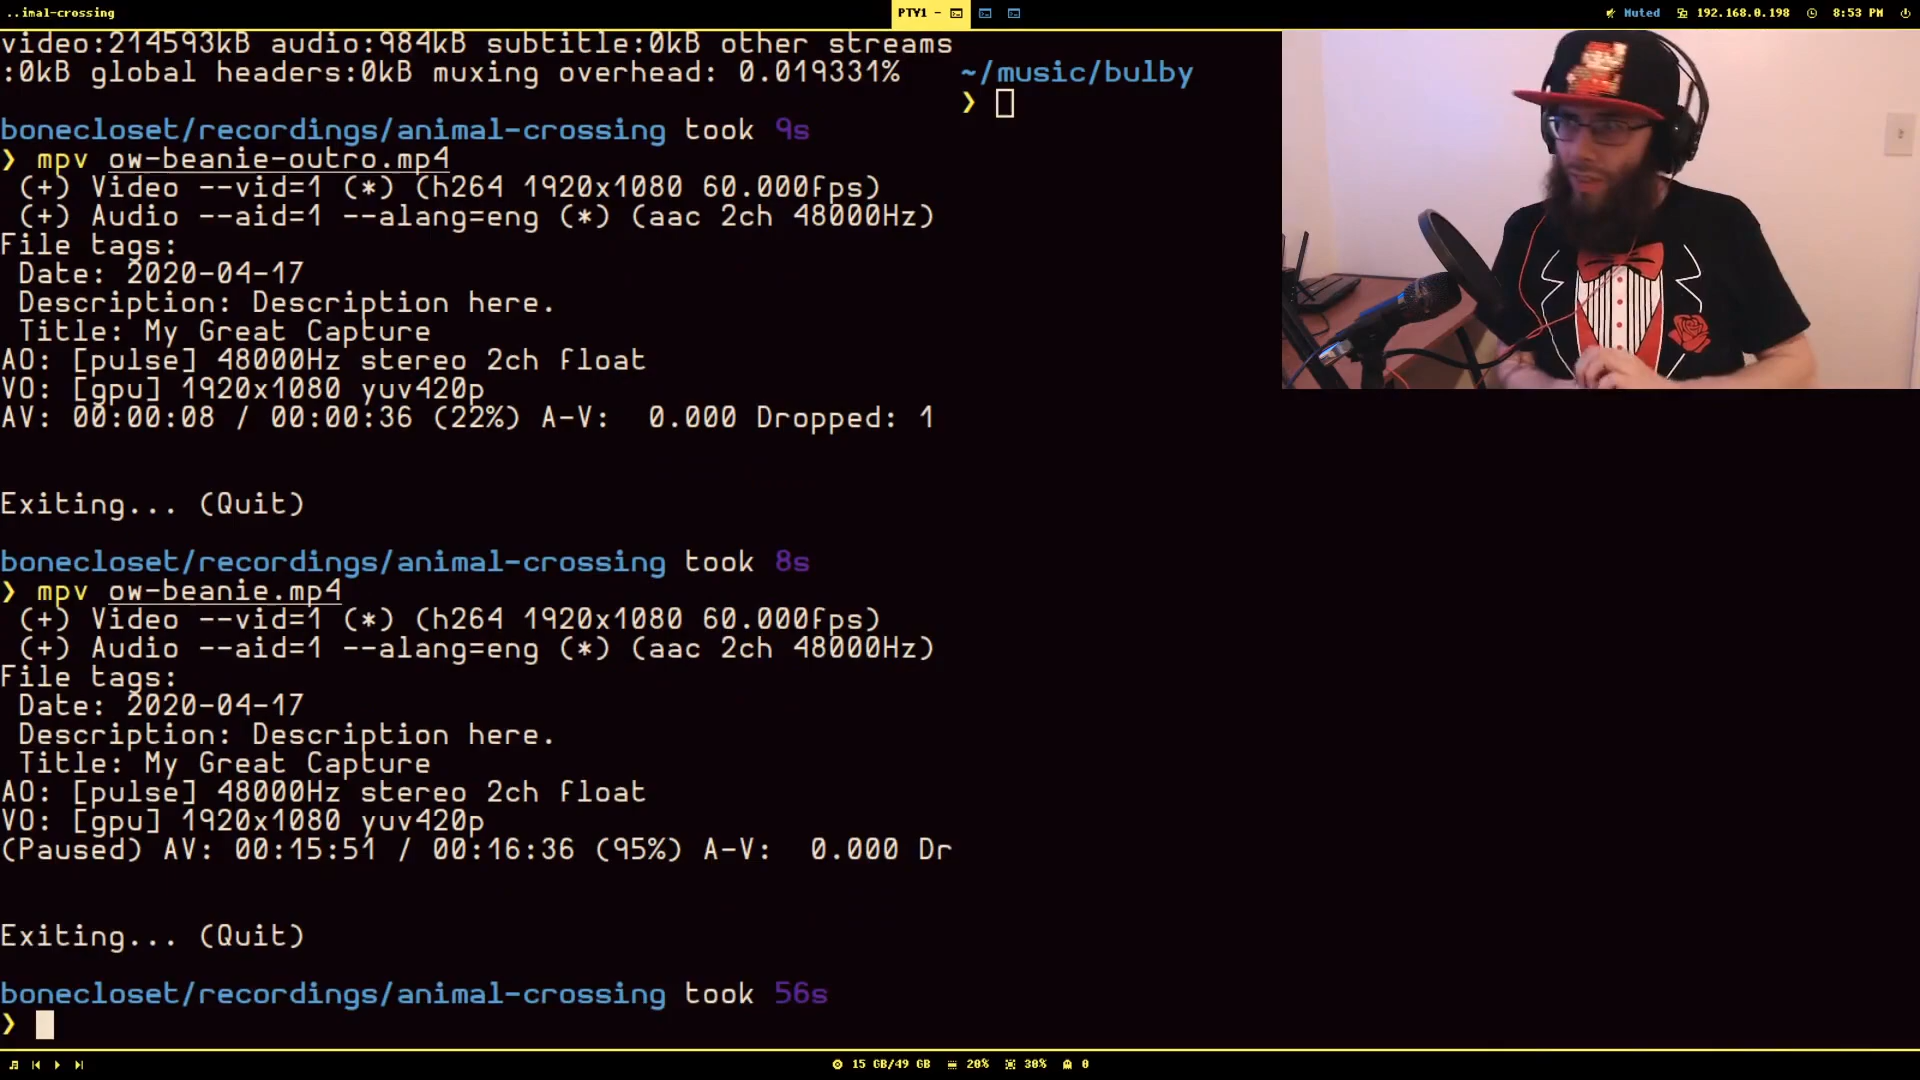 ..imal-crossing
PTY1 -
Muted
192.168.0.198
8:53 PM
video:214593kB audio:984kB subtitle:0kB other streams
:0kB global headers:0kB muxing overhead: 0.019331%
bonecloset/recordings/animal-crossing took 9s
❯ mpv ow-beanie-outro.mp4
(+) Video --vid=1 (*) (h264 1920x1080 60.000fps)
(+) Audio --aid=1 --alang=eng (*) (aac 2ch 48000Hz)
File tags:
Date: 2020-04-17
Description: Description here.
Title: My Great Capture
AO: [pulse] 48000Hz stereo 2ch float
VO: [gpu] 1920x1080 yuv420p
AV: 00:00:08 / 00:00:36 (22%) A-V:  0.000 Dropped: 1
Exiting... (Quit)
bonecloset/recordings/animal-crossing took 8s
❯ mpv ow-beanie.mp4
(+) Video --vid=1 (*) (h264 1920x1080 60.000fps)
(+) Audio --aid=1 --alang=eng (*) (aac 2ch 48000Hz)
File tags:
Date: 2020-04-17
Description: Description here.
Title: My Great Capture
AO: [pulse] 48000Hz stereo 2ch float
VO: [gpu] 1920x1080 yuv420p
(Paused) AV: 00:15:51 / 00:16:36 (95%) A-V:  0.000 Dr
Exiting... (Quit)
bonecloset/recordings/animal-crossing took 56s
❯
~/music/bulby
❯
15 GB/49 GB
20%
30%
0